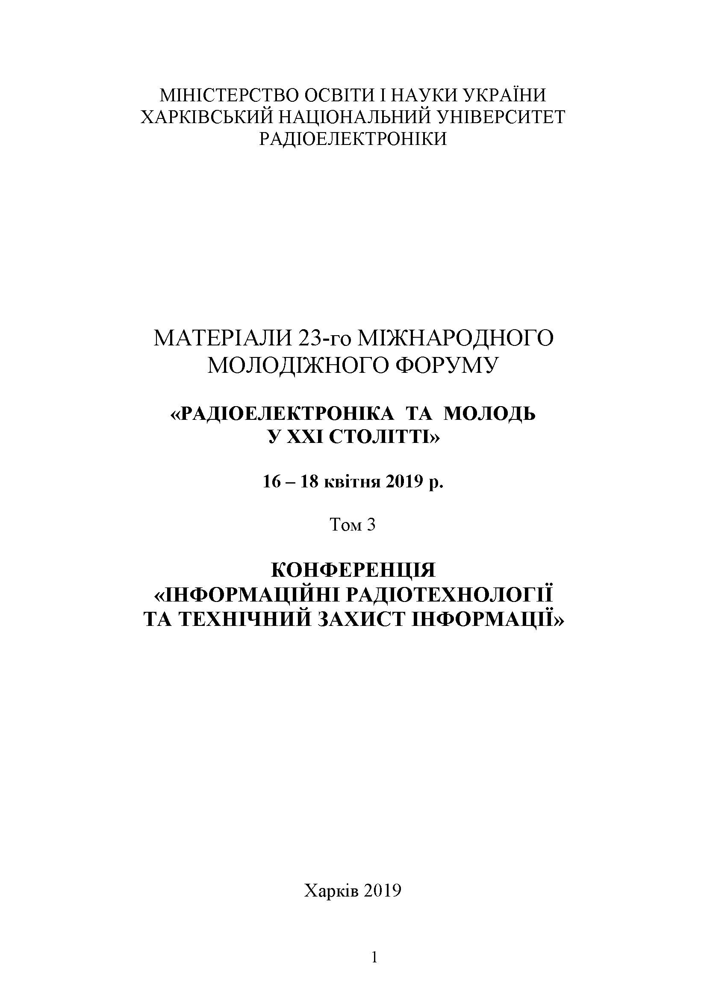 МІНІСТЕРСТВО ОСВІТИ І НАУКИ УКРАЇНИ
ХАРКІВСЬКИЙ НАЦІОНАЛЬНИЙ УНІВЕРСИТЕТ
РАДІОЕЛЕКТРОНІКИ
МАТЕРІАЛИ 23-го МІЖНАРОДНОГО
МОЛОДІЖНОГО ФОРУМУ
«РАДІОЕЛЕКТРОНІКА ТА МОЛОДЬ
У ХХІ СТОЛІТТІ»
16 – 18 квітня 2019 р.
Том 3
КОНФЕРЕНЦІЯ
«ІНФОРМАЦІЙНІ РАДІОТЕХНОЛОГІЇ
ТА ТЕХНІЧНИЙ ЗАХИСТ ІНФОРМАЦІЇ»
Харків 2019
1